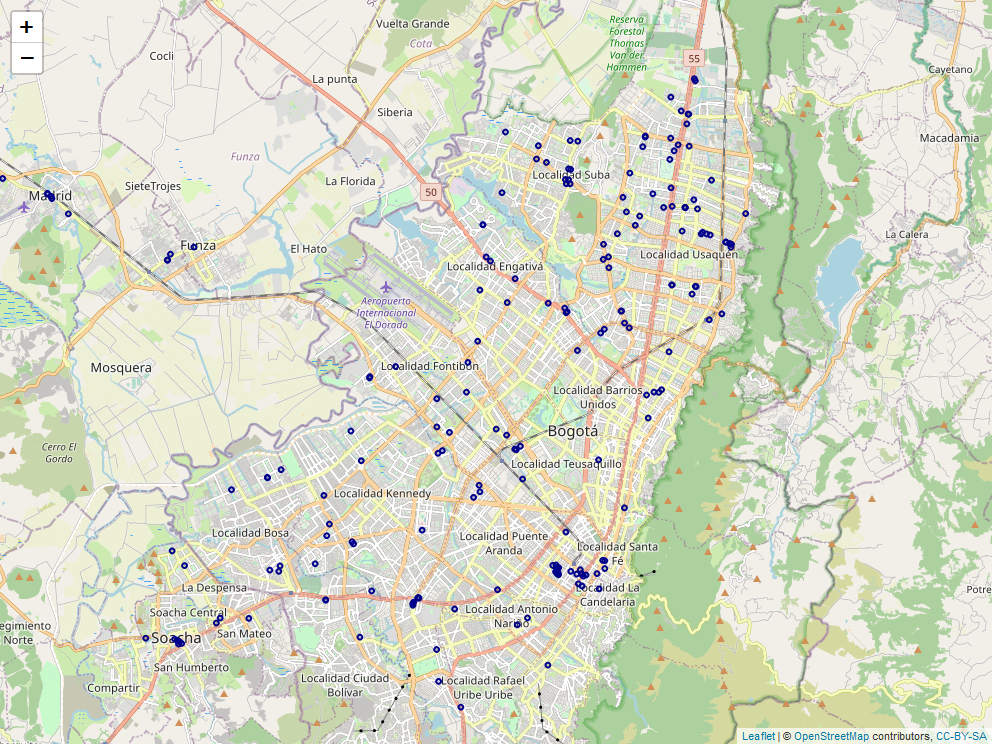 +
−
Vuelta Grande
Cota
Cocli
La punta
Siberia
Reserva
Forestal
Thomas
Van der
Hammen
55
Cayetano
Macadamia
Funza
SieteTrojes
La Florida
50
Localidad Suba
Madrid
Funza
El Hato
Localidad Engativá
Localidad Usaquén
La Calera
Aeropuerto
Internacional
El Dorado
Mosquera
Localidad Fontibón
Localidad Barrios
Unidos
Bogotá
Cerro El
Gordo
Localidad Teusaquillo
Localidad Kennedy
Localidad Bosa
Localidad Puente
Aranda
Localidad Santa
Fé
La Despensa
Localidad La
Candelaria
Potre
Soacha Central
Localidad Antonio
Nariño
egimiento
Norte
Soacha
San Mateo
San Humberto
Compartir
Localidad Ciudad
Bolívar
Localidad Rafael
Uribe Uribe
Leaflet | © OpenStreetMap contributors, CC-BY-SA